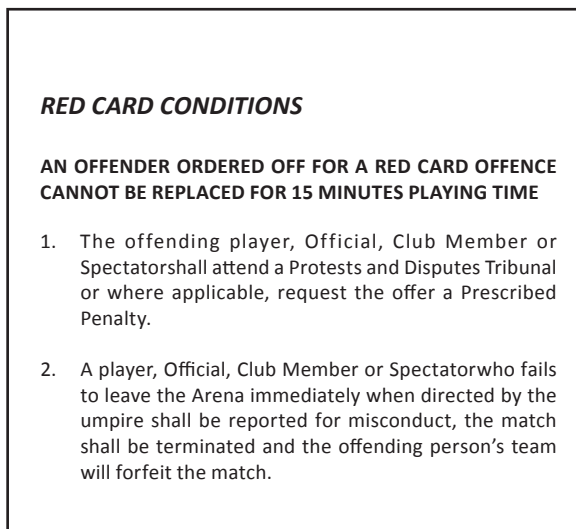 RED CARD CONDITIONS
AN OFFENDER ORDERED OFF FOR A RED CARD OFFENCE
CANNOT BE REPLACED FOR 15 MINUTES PLAYING TIME
1. The offending player, Official, Club Member or
Spectatorshall attend a Protests and Disputes Tribunal
or where applicable, request the offer a Prescribed
Penalty.
2. A player, Official, Club Member or Spectatorwho fails
to leave the Arena immediately when directed by the
umpire shall be reported for misconduct, the match
shall be terminated and the offending person's team
will forfeit the match.